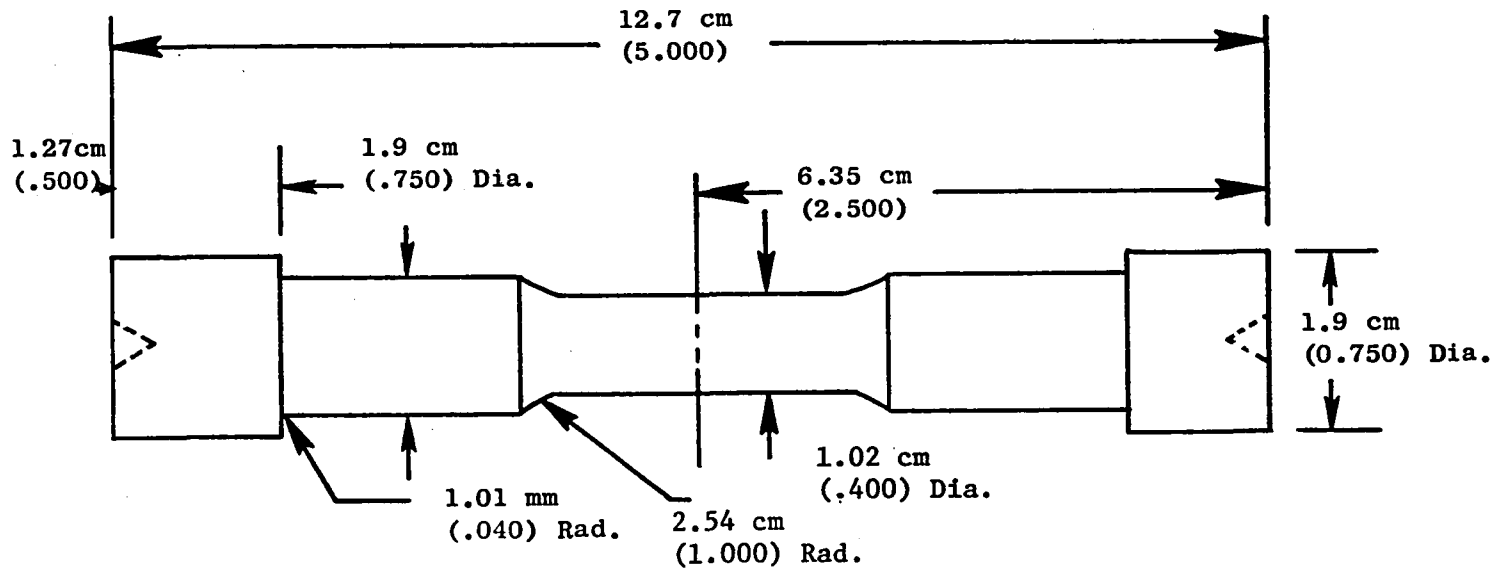 12.7 cm
(5.000)
1.27cm
(.500)
1.9 cm
(.750) Dia.
6.35 cm
(2.500)
1.9 cm
(0.750) Dia.
1.02 cm
(.400) Dia.
1.01 mm
(.040) Rad.
2.54 cm
(1.000) Rad.